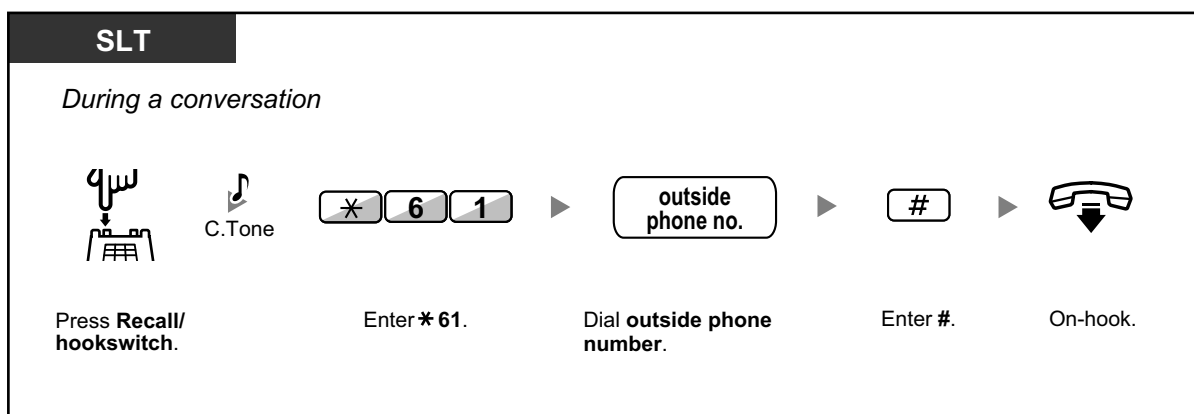 SLT
During a conversation
C.Tone
* 6 1
outside
phone no.
#
Press Recall/
hookswitch.
Enter * 61.
Dial outside phone
number.
Enter #.
On-hook.